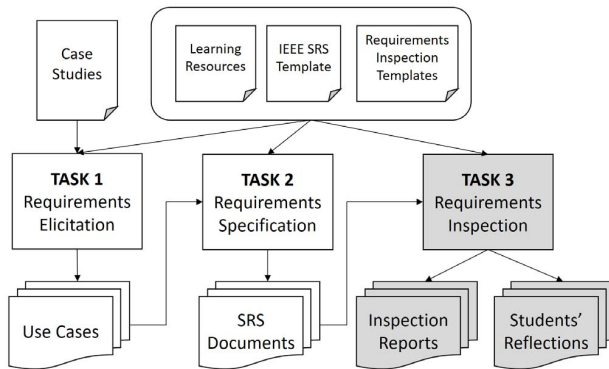 Case
Studies
Learning
Resources
IEEE SRS
Template
Requirements
Inspection
Templates
TASK 1
Requirements
Elicitation
TASK 2
Requirements
Specification
TASK 3
Requirements
Inspection
Use Cases
SRS
Documents
Inspection
Reports
Students’
Reflections